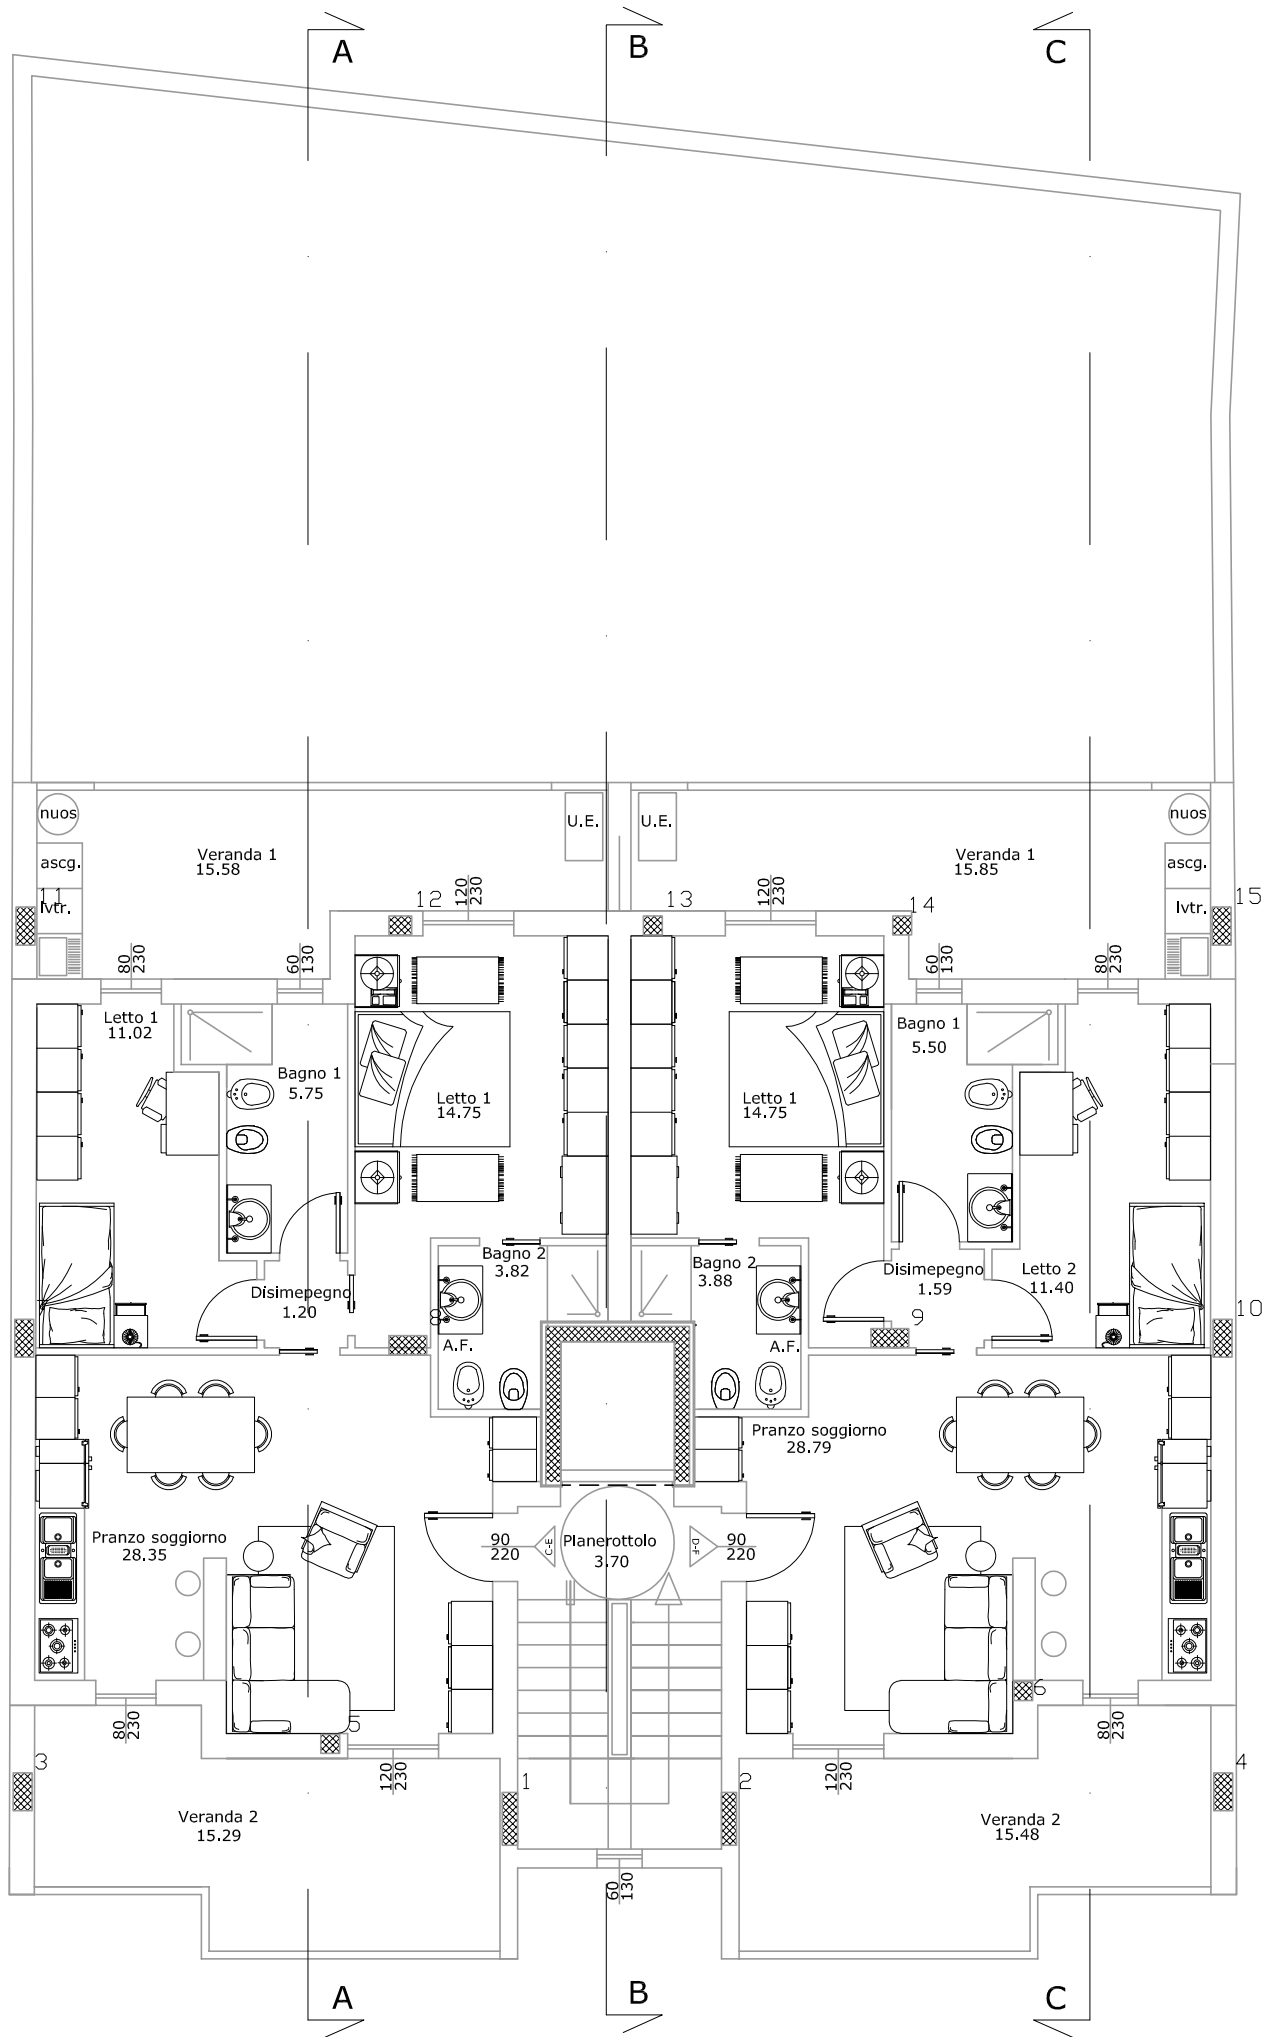 A
B
C
nuos
U.E.
U.E.
nuos
Veranda 1
15.58
Veranda 1
15.85
ascg.
ascg.
11
lvtr.
12
120
230
13
120
230
14
lvtr.
15
80
230
60
130
60
130
80
230
Letto 1
11.02
Bagno 1
5.75
Letto 1
14.75
Letto 1
14.75
Bagno 1
5.50
Bagno 2
3.82
Bagno 2
3.88
Disimepegno
1.20
Disimepegno
1.59
Letto 2
11.40
8
9
10
A.F.
A.F.
Pranzo soggiorno
28.79
Pranzo soggiorno
28.35
90
220
C-E
Planerottolo
3.70
D-F
90
220
6
5
80
230
80
230
3
120
230
1
2
120
230
4
Veranda 2
15.29
Veranda 2
15.48
60
130
A
B
C